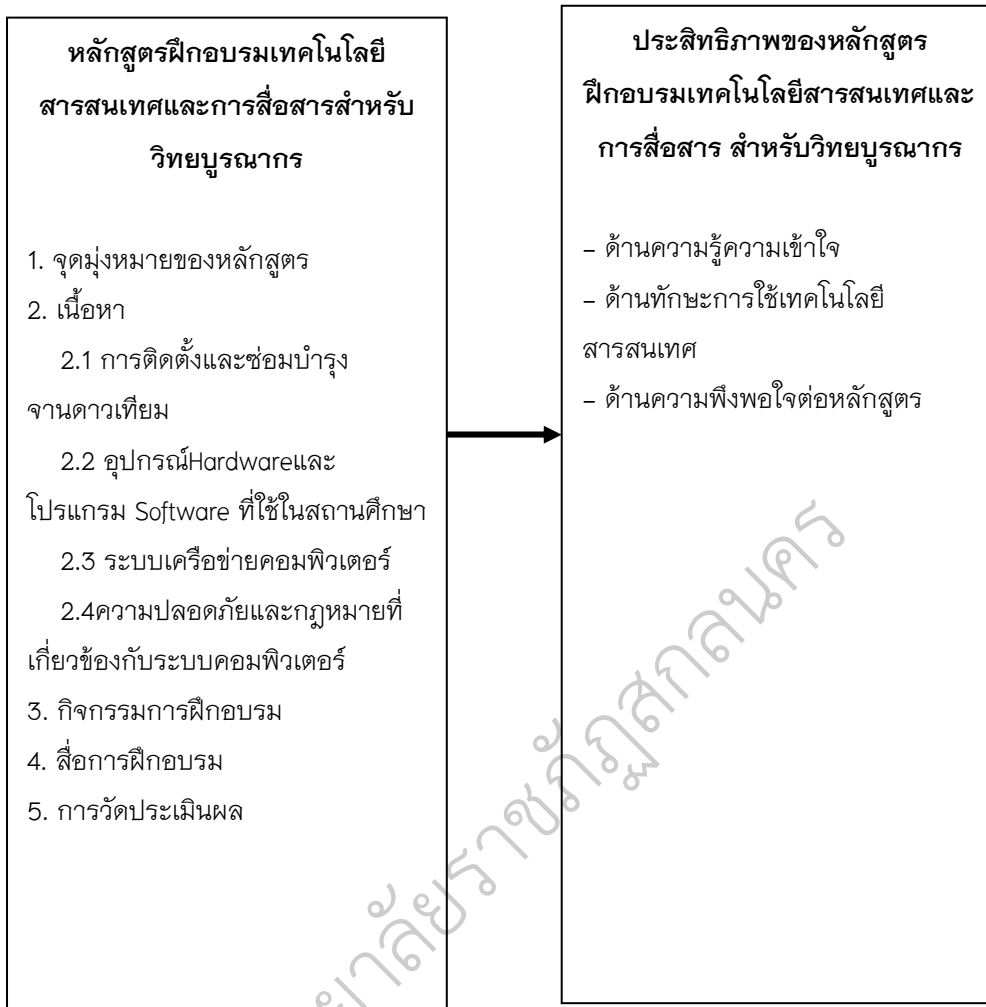 หลักสูตรฝึกอบรมเทคโนโลยี
สารสนเทศและการสื่อสารสำหรับ
วิทยบูรณากร
1. จุดมุ่งหมายของหลักสูตร
2. เนื้อหา
2.1 การติดตั้งและซ่อมบำรุง
จานดาวเทียม
2.2 อุปกรณ์Hardwareและ
โปรแกรม Software ที่ใช้ในสถานศึกษา
2.3 ระบบเครือข่ายคอมพิวเตอร์
2.4ความปลอดภัยและกฎหมายที่
เกี่ยวข้องกับระบบคอมพิวเตอร์
3. กิจกรรมการฝึกอบรม
4. สื่อการฝึกอบรม
5. การวัดประเมินผล
ประสิทธิภาพของหลักสูตร
ฝึกอบรมเทคโนโลยีสารสนเทศและ
การสื่อสาร สำหรับวิทยบูรณากร
- ด้านความรู้ความเข้าใจ
- ด้านทักษะการใช้เทคโนโลยี
สารสนเทศ
- ด้านความพึงพอใจต่อหลักสูตร
ยาลัยราชภัฏสกลนคร